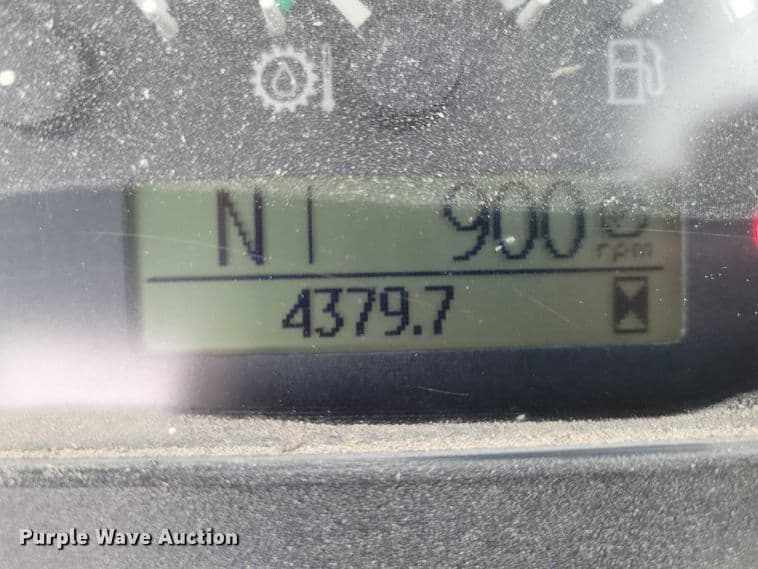 N 900
rpm
4379.7
Purple Wave Auction